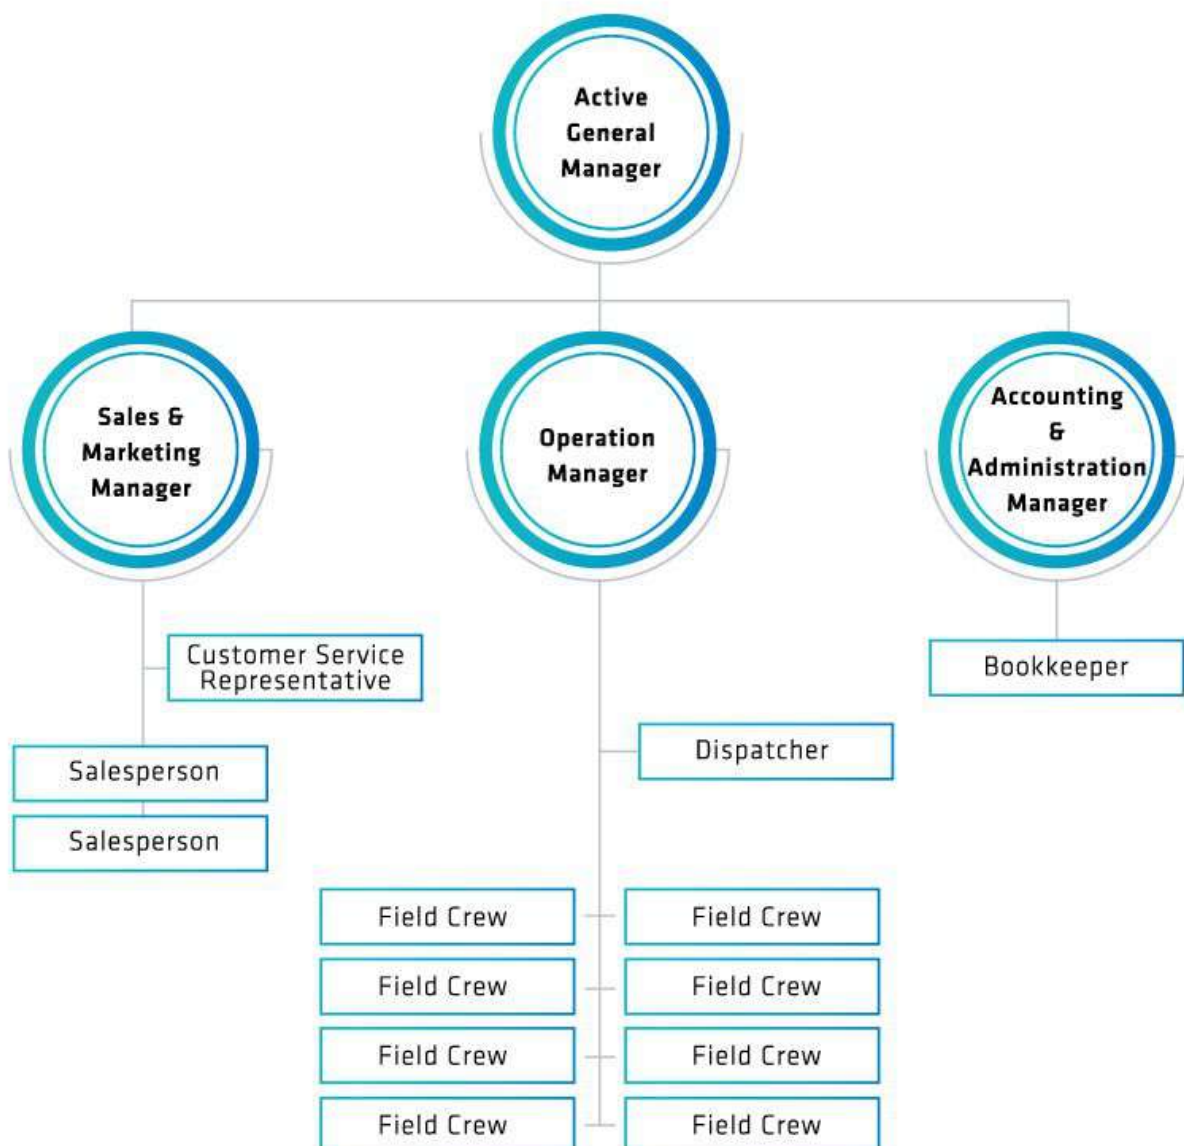 Active
General
Manager
Sales &
Marketing
Manager
Operation
Manager
Accounting
&
Administration
Manager
Customer Service
Representative
Bookkeeper
Dispatcher
Salesperson
Salesperson
Field Crew
Field Crew
Field Crew
Field Crew
Field Crew
Field Crew
Field Crew
Field Crew